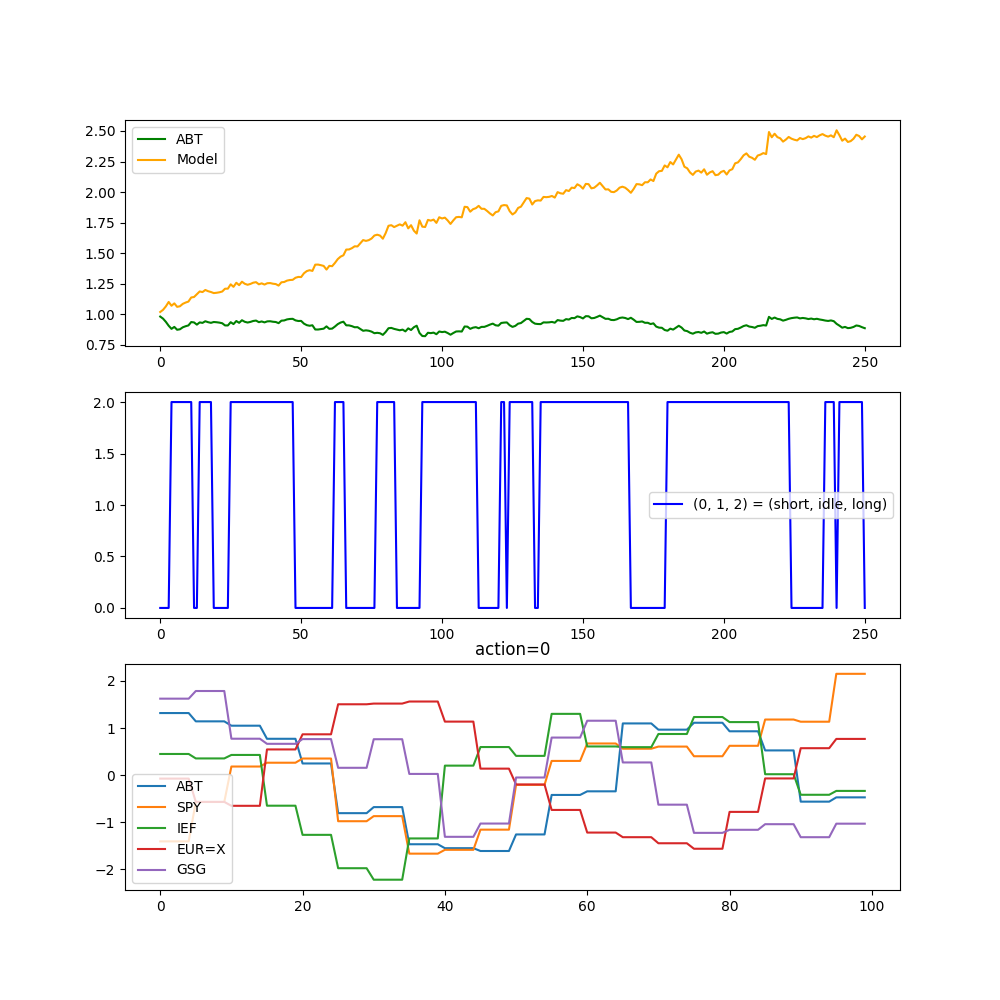 2.50
2.25
2.00
1.75
1.50
1.25
1.00
0.75
ABT
Model
0 50 100 150 200 250
2.0
1.5
1.0
0.5
0.0
(0, 1, 2) = (short, idle, long)
0 50 100 150 200 250
action=0
2
1
0
−1
−2
ABT
SPY
IEF
EUR=X
GSG
0 20 40 60 80 100